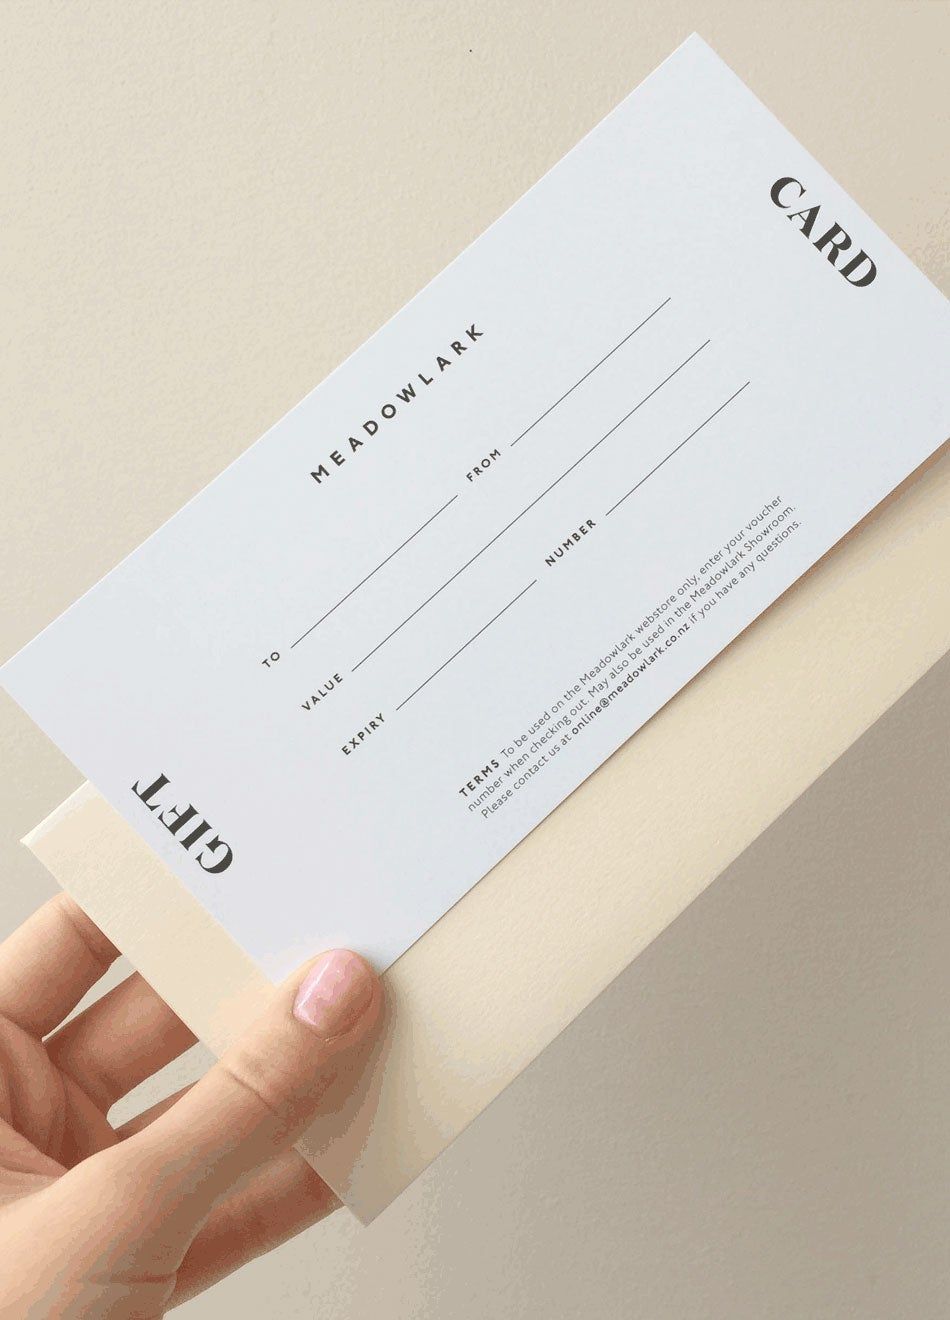 GIFT
CARD
MEADOWLARK
TO FROM
VALUE
EXPIRY NUMBER
TERMS To be used on the Meadowlark webstore only, enter your voucher
number when checking out. May also be used in the Meadowlark Showroom.
Please contact us at online@meadowlark.co.nz if you have any questions.